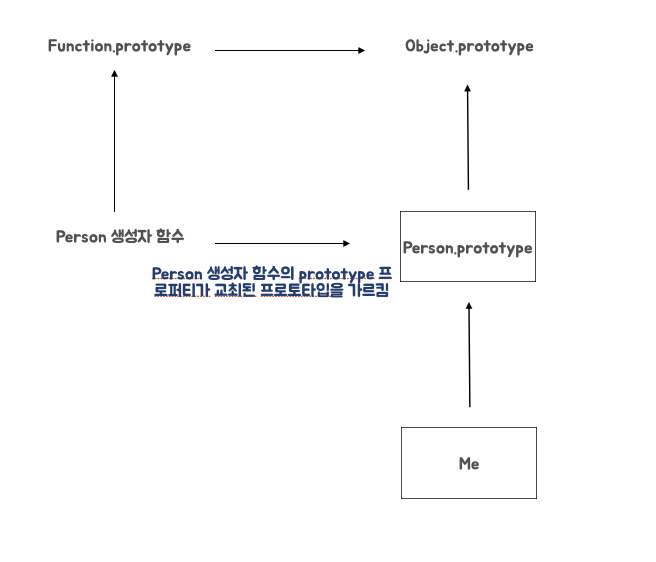 Function.prototype
Object.prototype
Person 생성자 함수
Person.prototype
Person 생성자 함수의 prototype 프
로퍼티가 교최된 프로토타입을 가르킴
Me